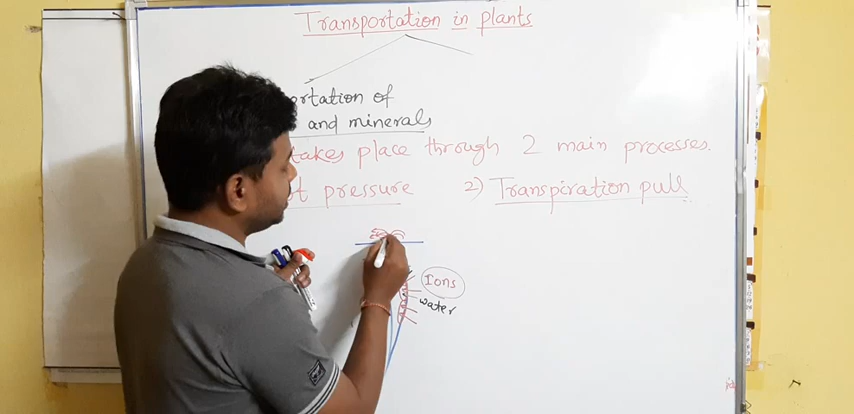 Transportation in plants
ortation of
and minerals
takes place through 2 main processes.
t pressure 2) Transpiration pull
Ions
water